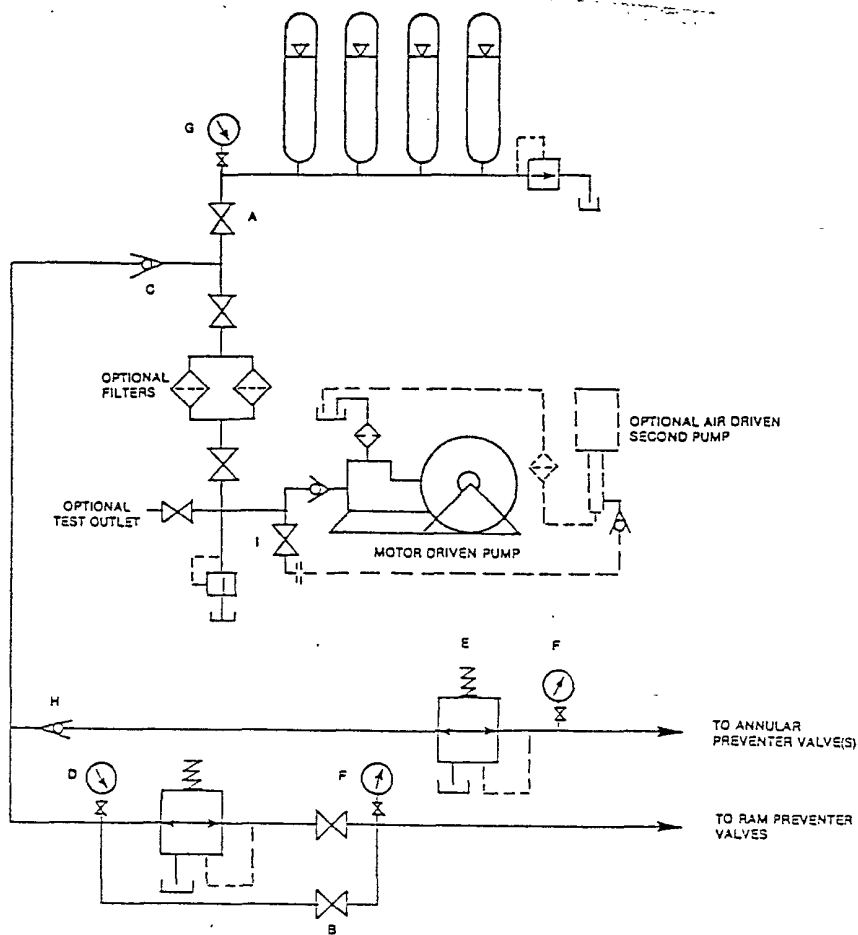 G
A
C
OPTIONAL
FILTERS
OPTIONAL AIR DRIVEN
SECOND PUMP
OPTIONAL
TEST OUTLET
I
MOTOR DRIVEN PUMP
E
F
H
TO ANNULAR
PREVENTER VALVE(S)
D
F
TO RAM PREVENTER
VALVES
B